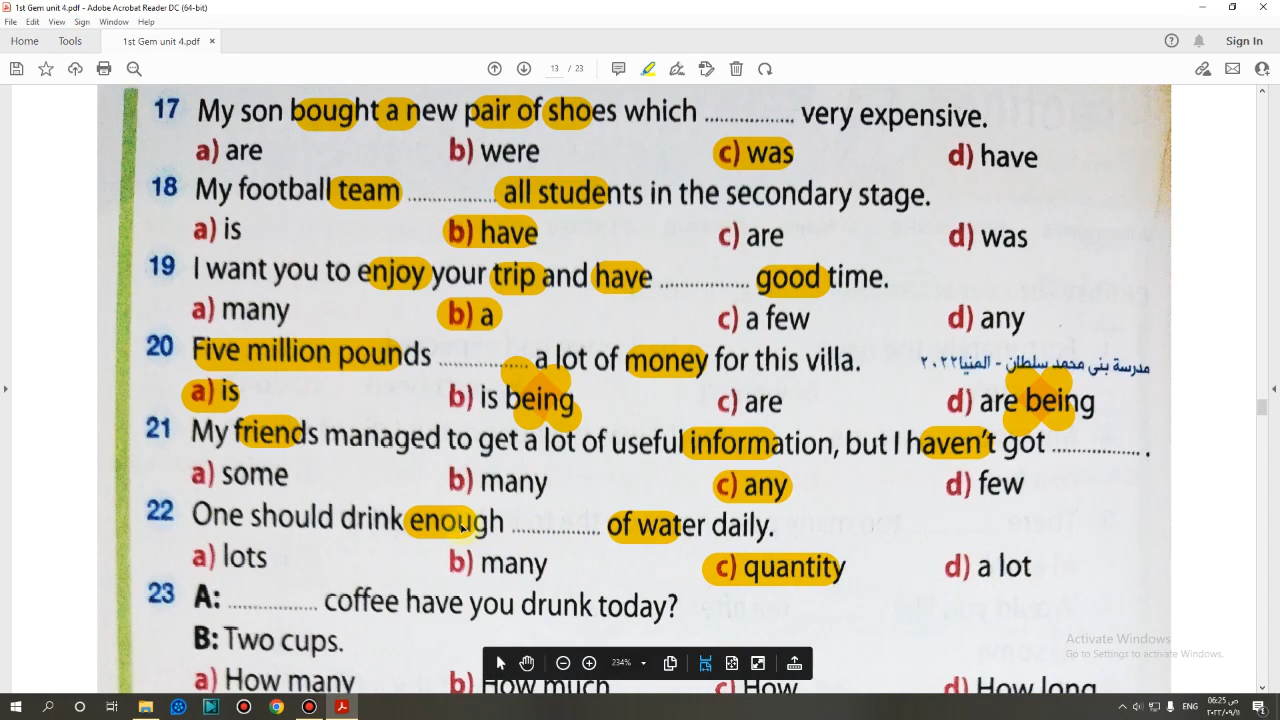 1st Gem unit 4.pdf - Adobe Acrobat Reader DC (64-bit)
File Edit View Sign Window Help
Home Tools 1st Gem unit 4.pdf × Sign In
13 / 23
17 My son bought a new pair of shoes which .................. very expensive.
a) are b) were c) was d) have
18 My football team .................. all students in the secondary stage.
a) is b) have c) are d) was
19 I want you to enjoy your trip and have .................. good time.
a) many b) a c) a few d) any
20 Five million pounds .................. a lot of money for this villa. مدرسة بنى محمد سلطان - المنيا ٢٠٢٢
a) is b) is being c) are d) are being
21 My friends managed to get a lot of useful information, but I haven't got .................. .
a) some b) many c) any d) few
22 One should drink enough .................. of water daily.
a) lots b) many c) quantity d) a lot
23 A: .................. coffee have you drunk today?
B: Two cups.
a) How many b) How much c) How d) How long
234%
Activate Windows
Go to Settings to activate Windows.
ENG
06:25 ص